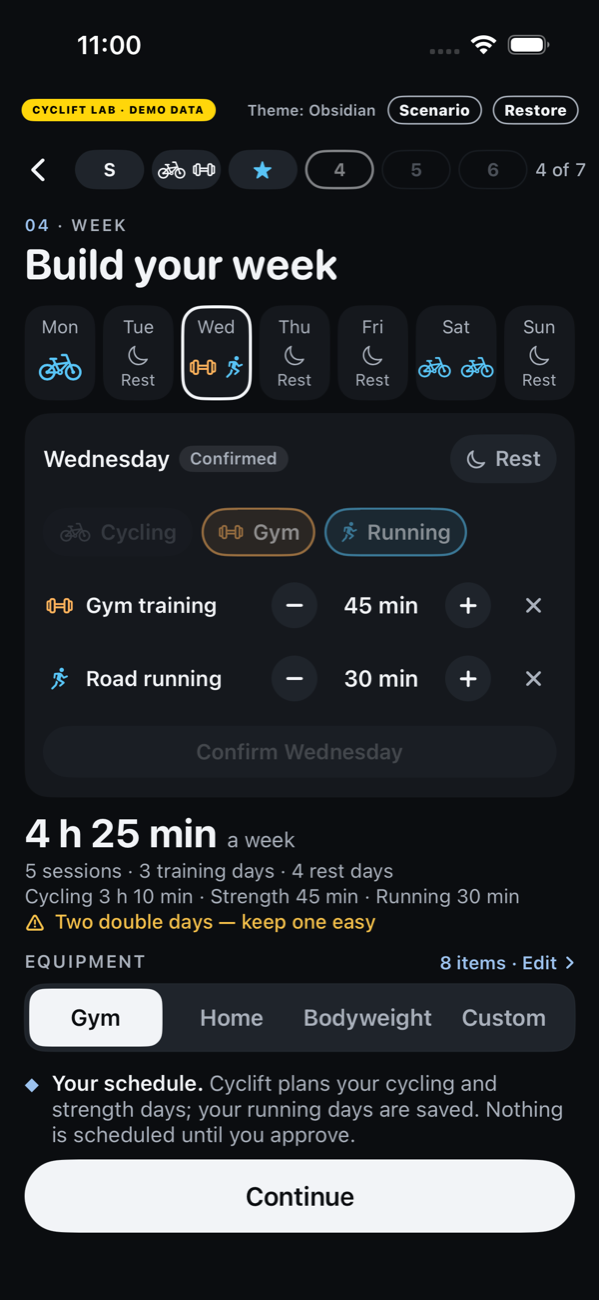 11:00
CYCLIFT LAB · DEMO DATA Theme: Obsidian Scenario Restore
S 4 5 6 4 of 7
04 · WEEK
Build your week
Mon Tue Wed Thu Fri Sat Sun
Rest Rest Rest Rest
Wednesday Confirmed Rest
Cycling Gym Running
Gym training − 45 min + ×
Road running − 30 min + ×
Confirm Wednesday
4 h 25 min a week
5 sessions · 3 training days · 4 rest days
Cycling 3 h 10 min · Strength 45 min · Running 30 min
Two double days — keep one easy
EQUIPMENT 8 items · Edit >
Gym Home Bodyweight Custom
Your schedule. Cyclift plans your cycling and
strength days; your running days are saved. Nothing
is scheduled until you approve.
Continue